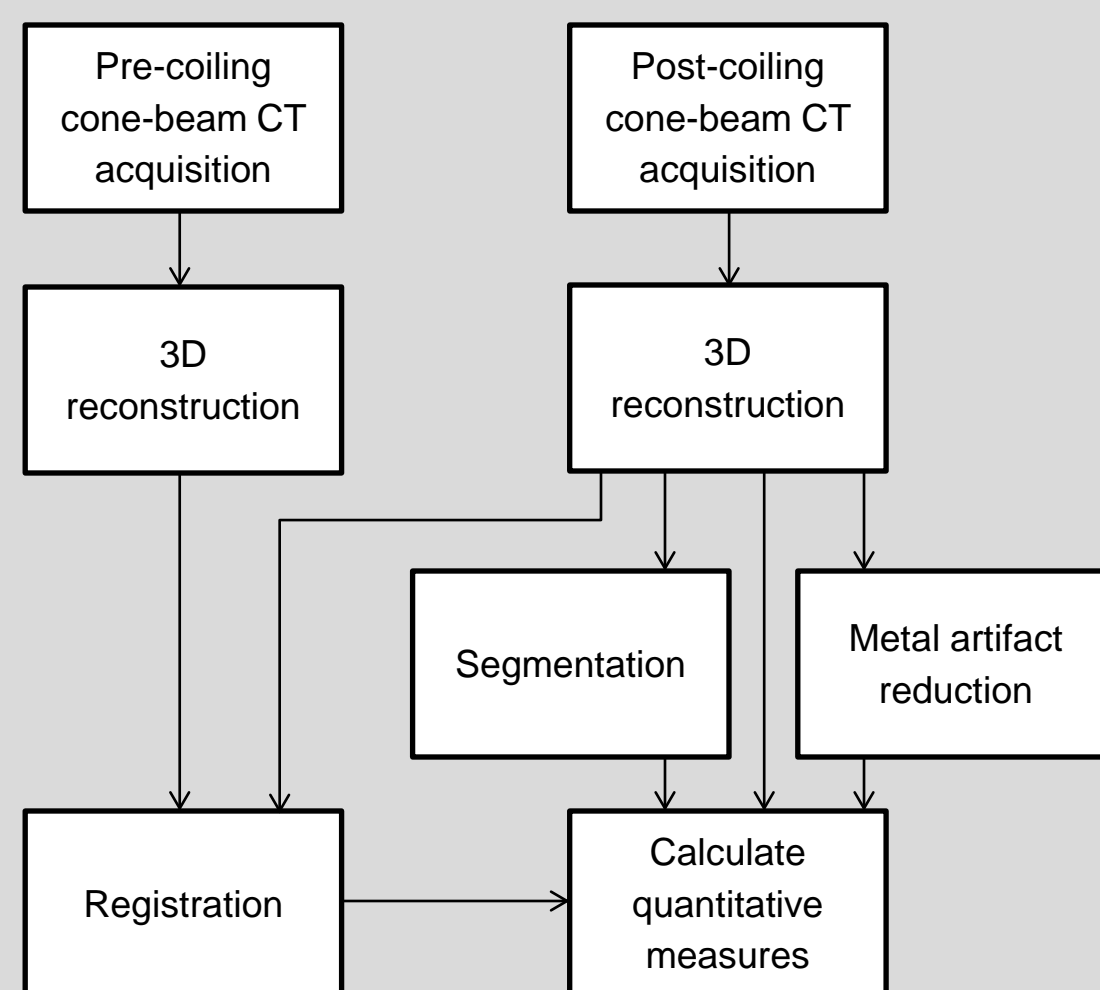 Pre-coiling
cone-beam CT
acquisition
Post-coiling
cone-beam CT
acquisition
3D
reconstruction
3D
reconstruction
Segmentation
Metal artifact
reduction
Registration
Calculate
quantitative
measures